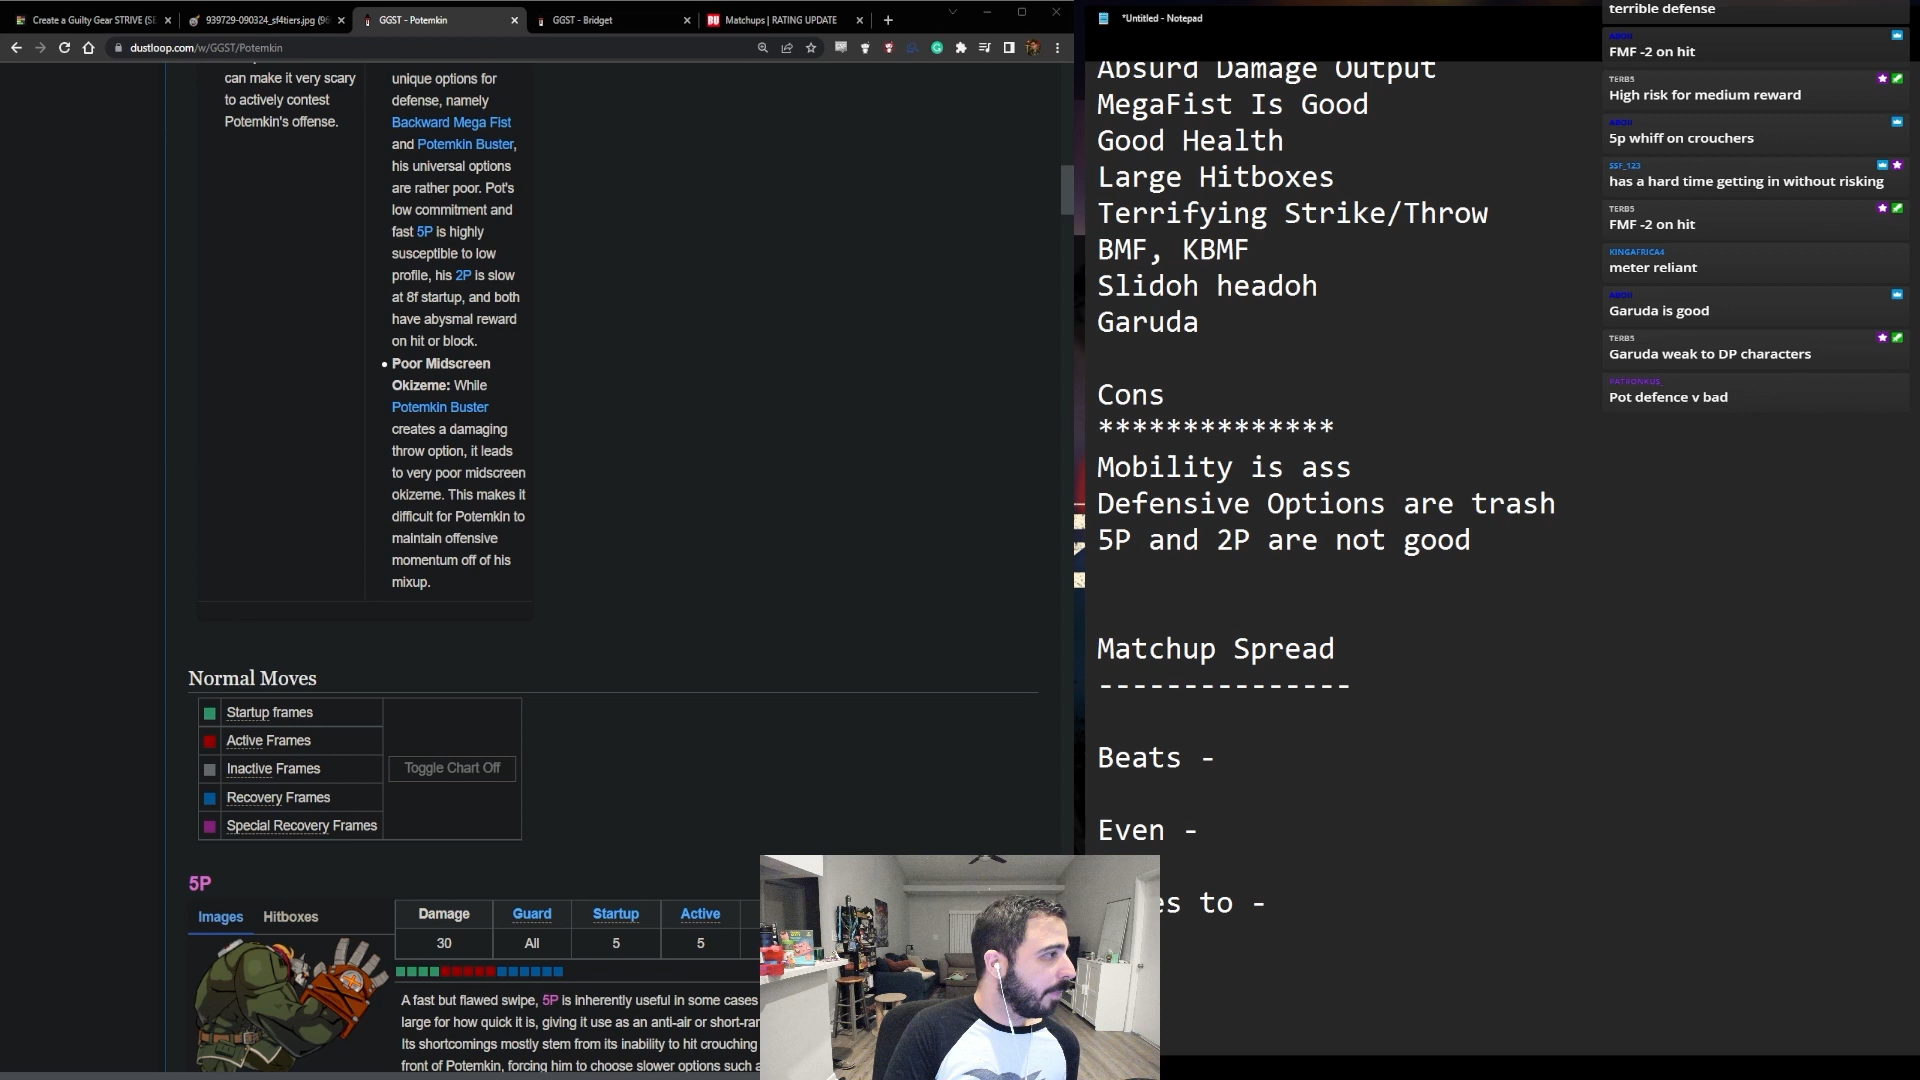 Create a Guilty Gear STRIVE (SE
939729-090324_sf4tiers.jpg (96
GGST - Potemkin
GGST - Bridget
Matchups | RATING UPDATE
dustloop.com/w/GGST/Potemkin
can make it very scary
to actively contest
Potemkin's offense.
unique options for
defense, namely
Backward Mega Fist
and Potemkin Buster,
his universal options
are rather poor. Pot's
low commitment and
fast 5P is highly
susceptible to low
profile, his 2P is slow
at 8f startup, and both
have abysmal reward
on hit or block.
Poor Midscreen
Okizeme: While
Potemkin Buster
creates a damaging
throw option, it leads
to very poor midscreen
okizeme. This makes it
difficult for Potemkin to
maintain offensive
momentum off of his
mixup.
Normal Moves
Startup frames
Active Frames
Inactive Frames
Recovery Frames
Special Recovery Frames
Toggle Chart Off
5P
Images Hitboxes
Damage Guard Startup Active
30 All 5 5
A fast but flawed swipe, 5P is inherently useful in some cases
large for how quick it is, giving it use as an anti-air or short-ran
Its shortcomings mostly stem from its inability to hit crouching
front of Potemkin, forcing him to choose slower options such a
*Untitled - Notepad
Absurd Damage Output
MegaFist Is Good
Good Health
Large Hitboxes
Terrifying Strike/Throw
BMF, KBMF
Slidoh headoh
Garuda
Cons
**************
Mobility is ass
Defensive Options are trash
5P and 2P are not good
Matchup Spread
---------------
Beats -
Even -
es to -
terrible defense
ABOII
FMF -2 on hit
TERB5
High risk for medium reward
ABOII
5p whiff on crouchers
SSF_123
has a hard time getting in without risking
TERB5
FMF -2 on hit
KINGAFRICA4
meter reliant
ABOII
Garuda is good
TERB5
Garuda weak to DP characters
Pot defence v bad